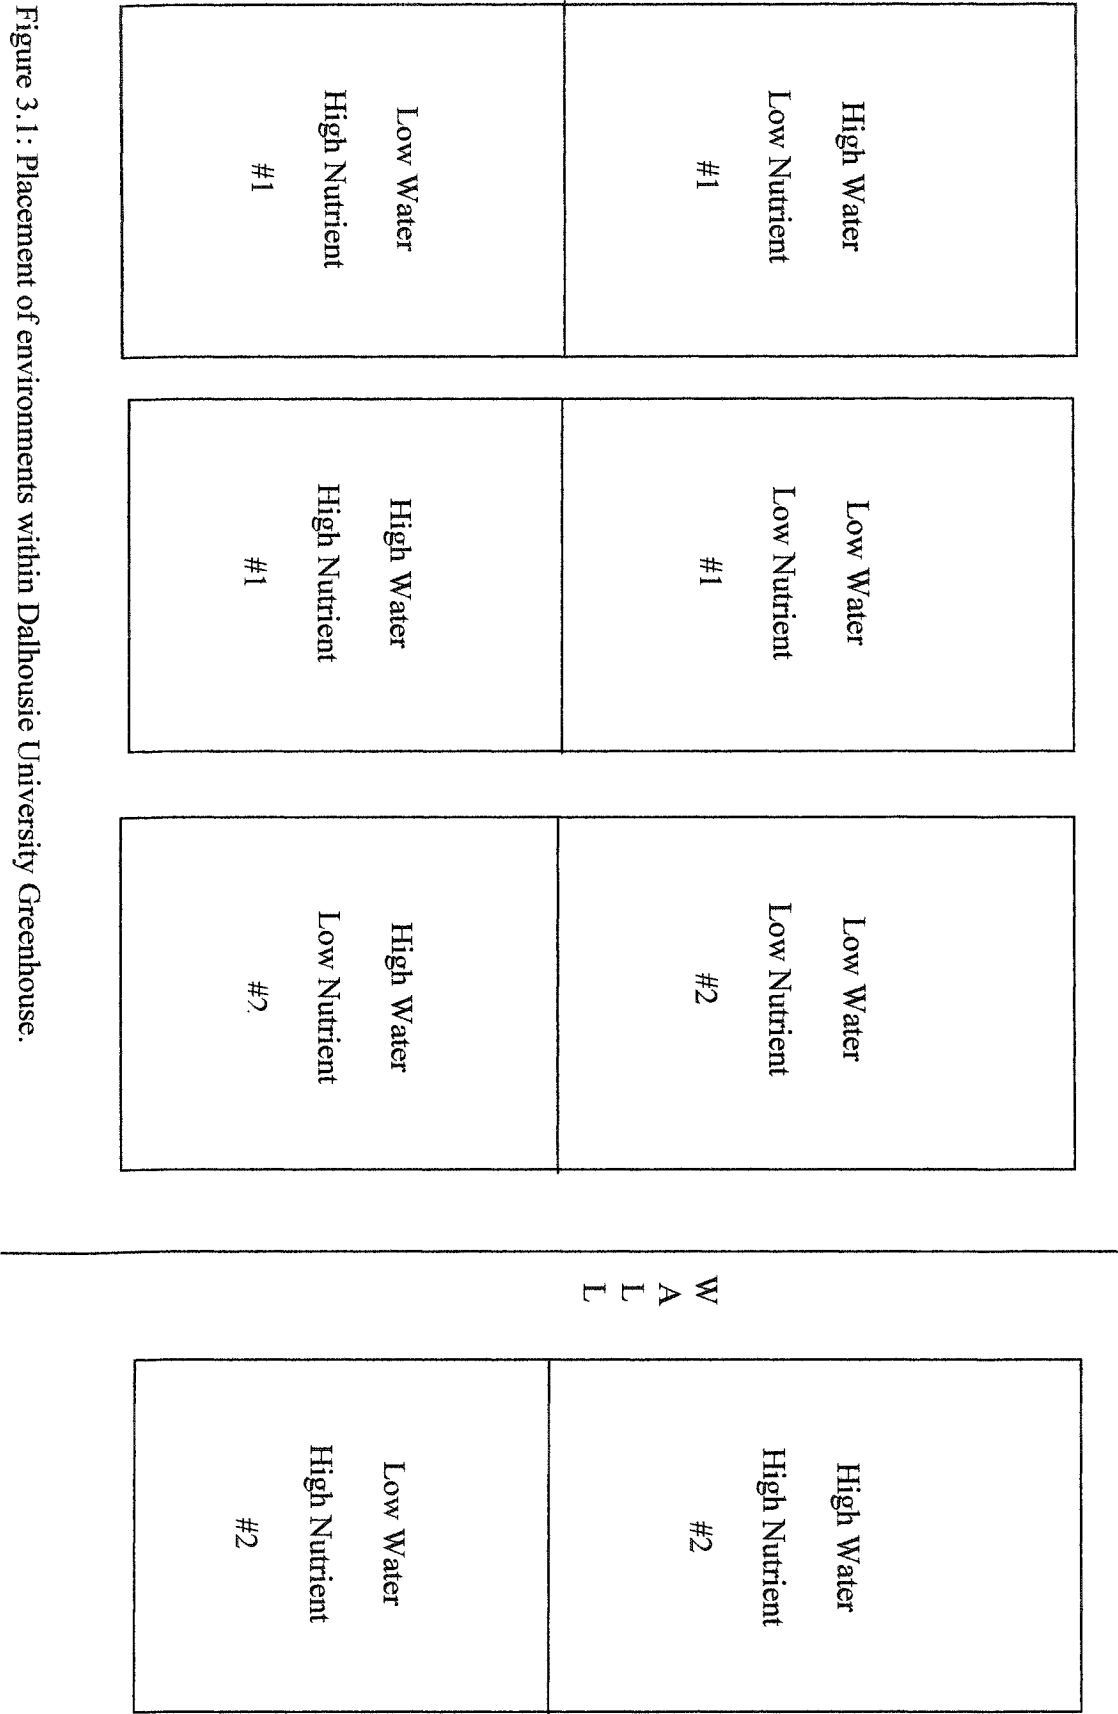 High Water
Low Nutrient
#1
Low Water
Low Nutrient
#1
Low Water
Low Nutrient
#2
W
A
L
L
High Water
High Nutrient
#2
Low Water
High Nutrient
#1
High Water
High Nutrient
#1
High Water
Low Nutrient
#2
Low Water
High Nutrient
#2
Figure 3.1: Placement of environments within Dalhousie University Greenhouse.